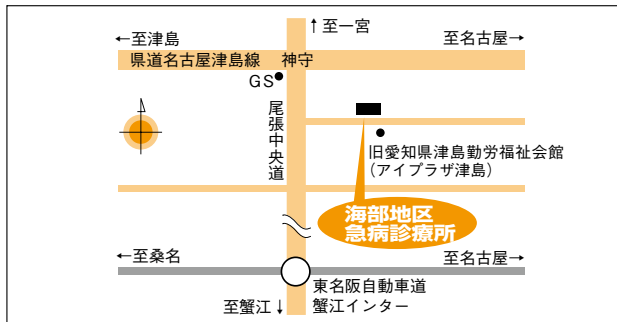 ↑至一宮
←至津島
至名古屋→
県道名古屋津島線 神守
GS●
尾張中央道
旧愛知県津島勤労福祉会館
(アイプラザ津島)
海部地区
急病診療所
←至桑名
至名古屋→
東名阪自動車道
蟹江インター
至蟹江↓